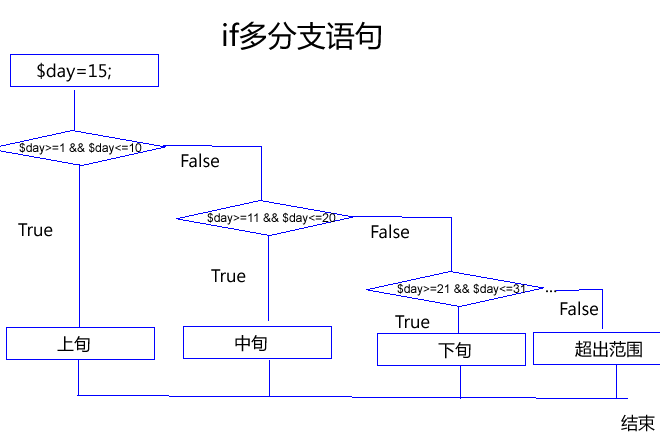 if多分支语句
$day=15;
$day>=1 && $day<=10
False
$day>=11 && $day<=20
True
False
True
$day>=21 && $day<=31
...
False
True
上旬
中旬
下旬
超出范围
结束